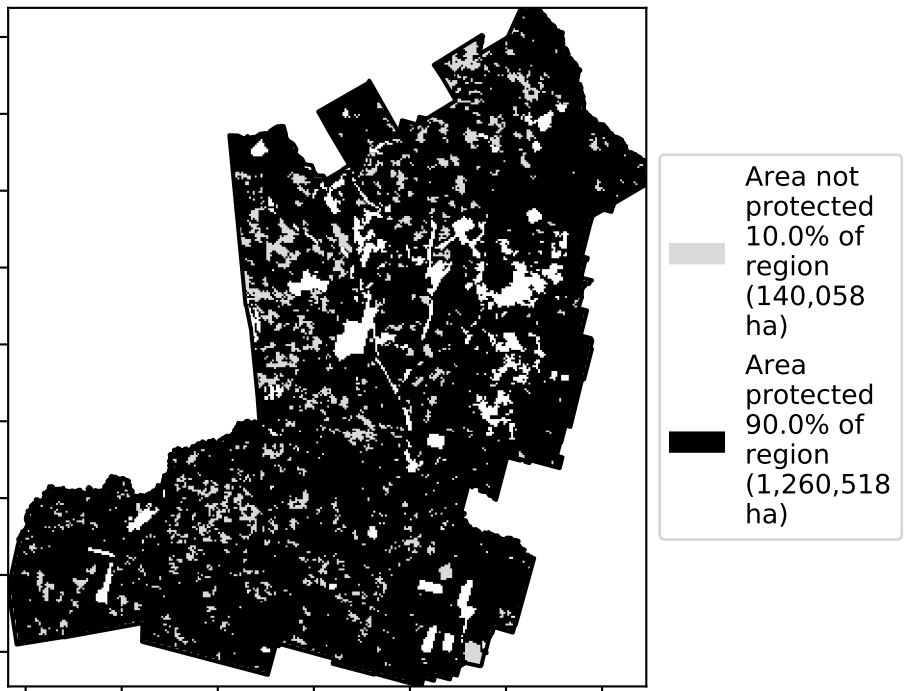 Area not
protected
10.0% of
region
(140,058
ha)
Area
protected
90.0% of
region
(1,260,518
ha)